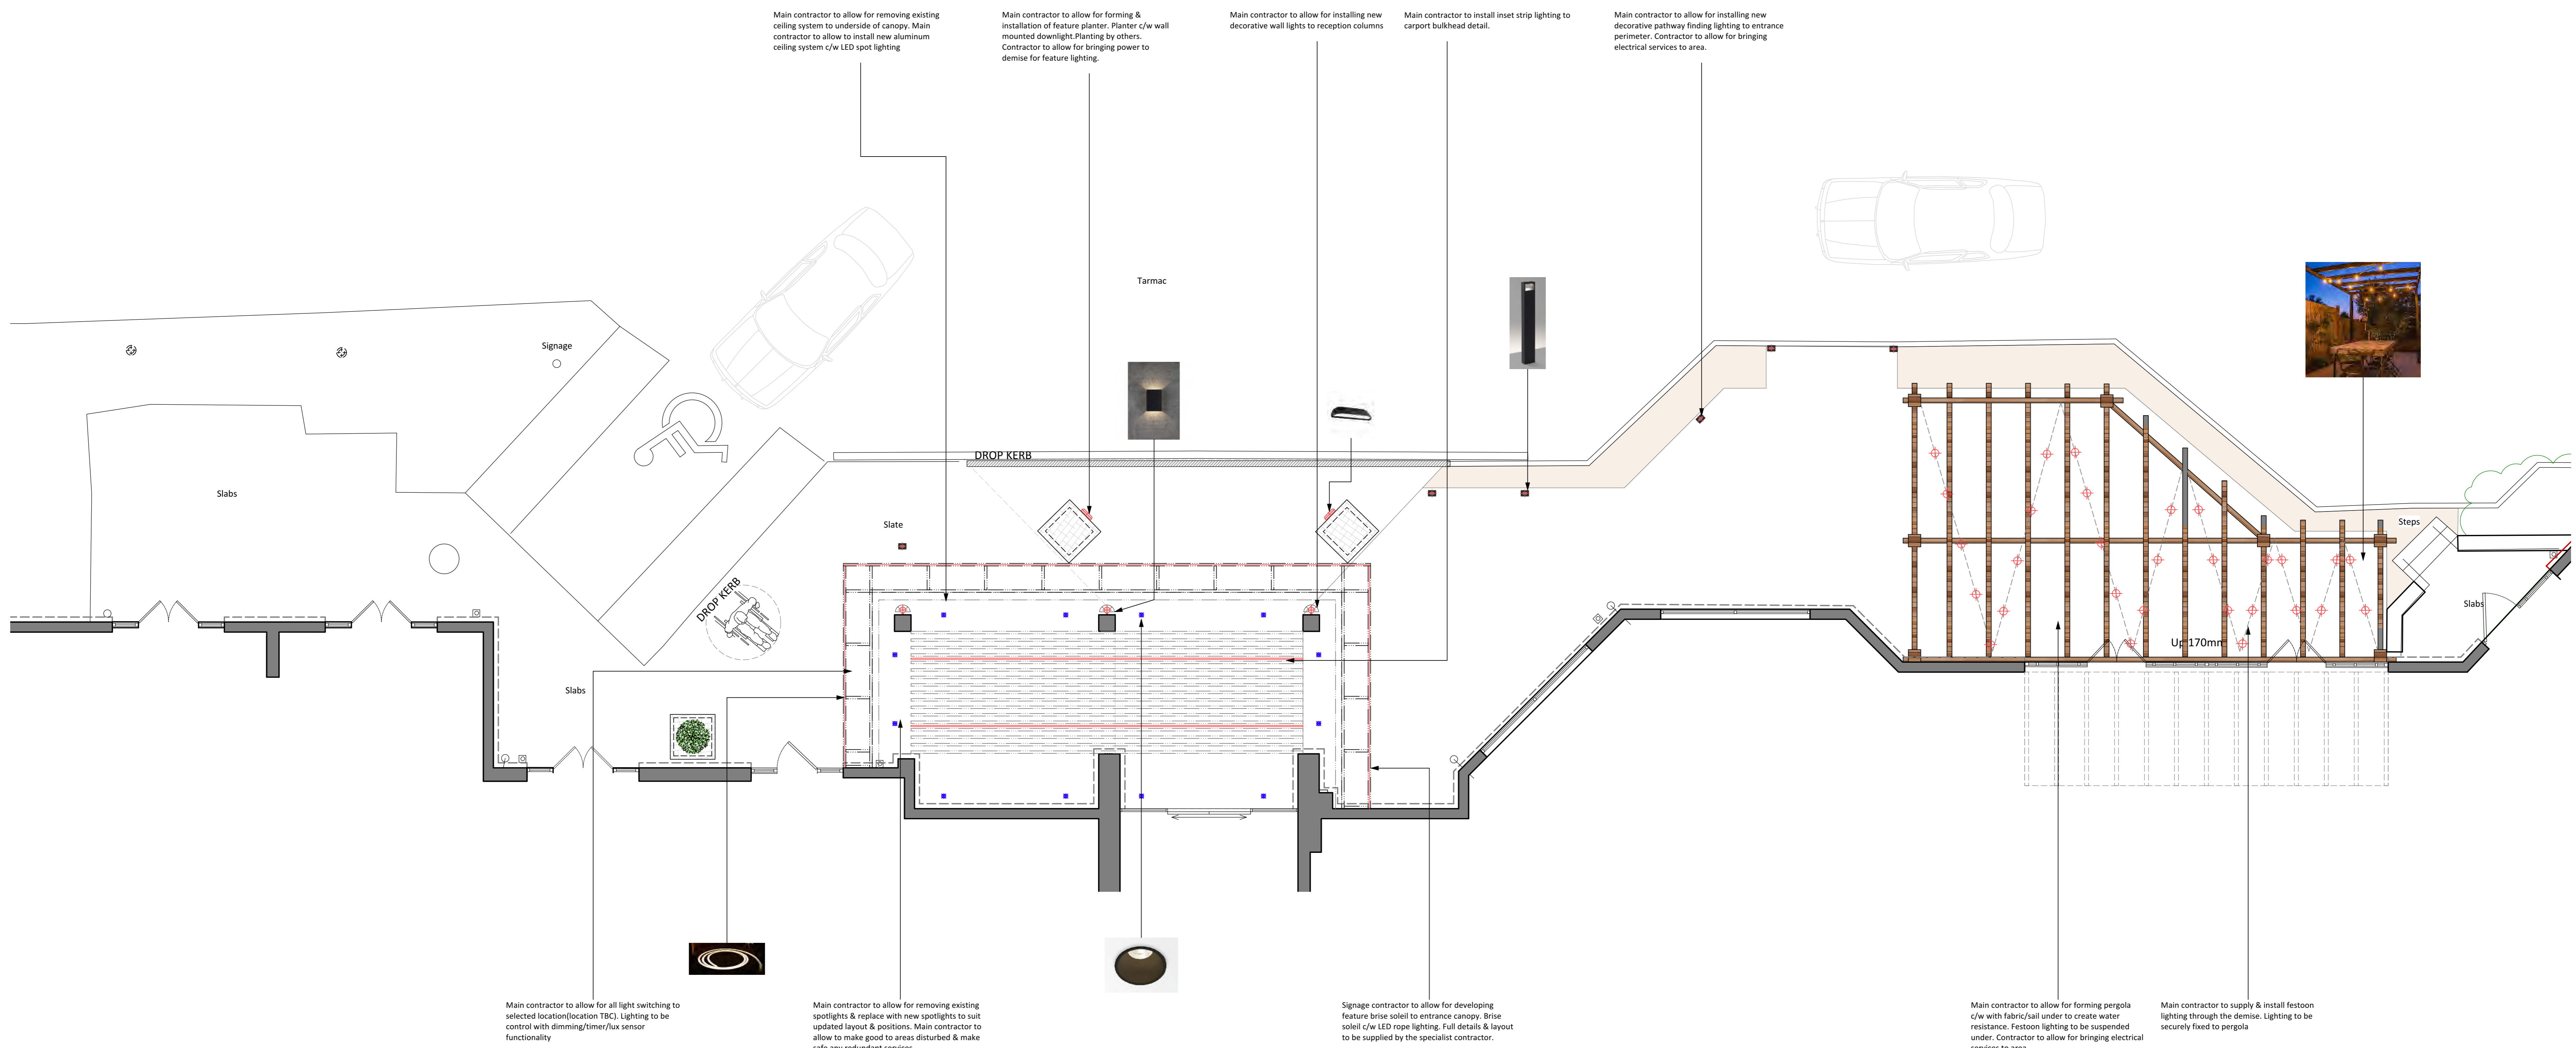 Main contractor to allow for removing existing
ceiling system to underside of canopy. Main
contractor to allow to install new aluminum
ceiling system c/w LED spot lighting
Main contractor to allow for forming &
installation of feature planter. Planter c/w wall
mounted downlight.Planting by others.
Contractor to allow for bringing power to
demise for feature lighting.
Main contractor to allow for installing new
decorative wall lights to reception columns
Main contractor to install inset strip lighting to
carport bulkhead detail.
Main contractor to allow for installing new
decorative pathway finding lighting to entrance
perimeter. Contractor to allow for bringing
electrical services to area.
Tarmac
Signage
DROP KERB
Slabs
Slate
Steps
DROP KERB
Slabs
Up 170mm
Slabs
Main contractor to allow for all light switching to
selected location(location TBC). Lighting to be
control with dimming/timer/lux sensor
functionality
Main contractor to allow for removing existing
spotlights & replace with new spotlights to suit
updated layout & positions. Main contractor to
allow to make good to areas disturbed & make
safe any redundant services
Signage contractor to allow for developing
feature brise soleil to entrance canopy. Brise
soleil c/w LED rope lighting. Full details & layout
to be supplied by the specialist contractor.
Main contractor to allow for forming pergola
c/w with fabric/sail under to create water
resistance. Festoon lighting to be suspended
under. Contractor to allow for bringing electrical
services to area
Main contractor to supply & install festoon
lighting through the demise. Lighting to be
securely fixed to pergola